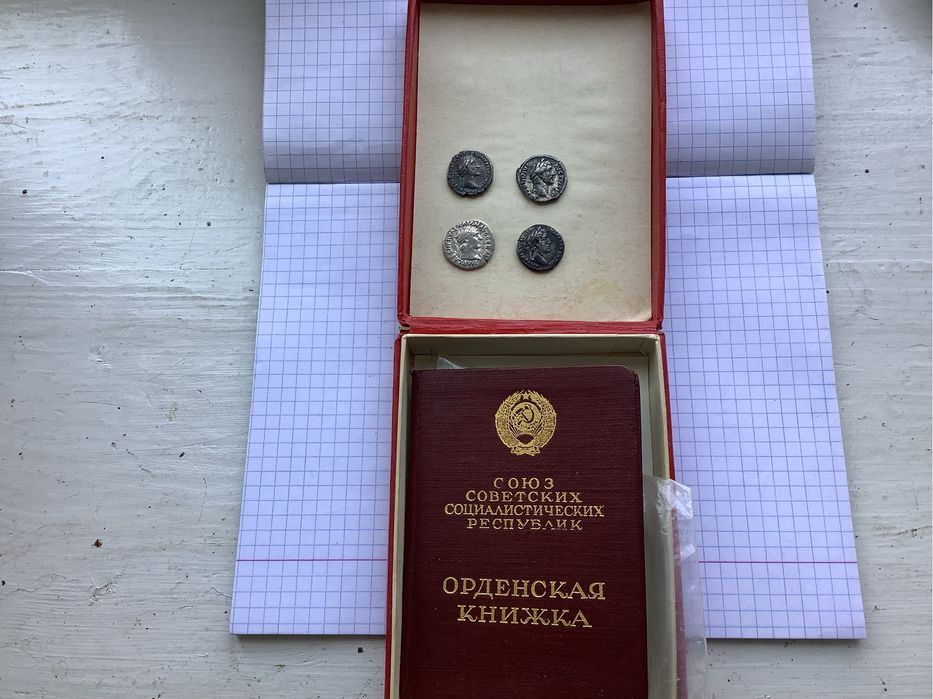 СОЮЗ
СОВЕТСКИХ
СОЦИАЛИСТИЧЕСКИХ
РЕСПУБЛИК
ОРДЕНСКАЯ
КНИЖКА